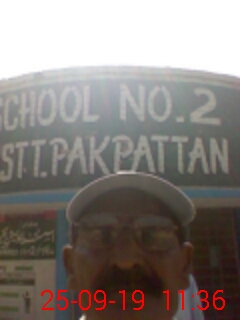 SCHOOL NO.2
STT.PAKPATTAN
25-09-19 11:36